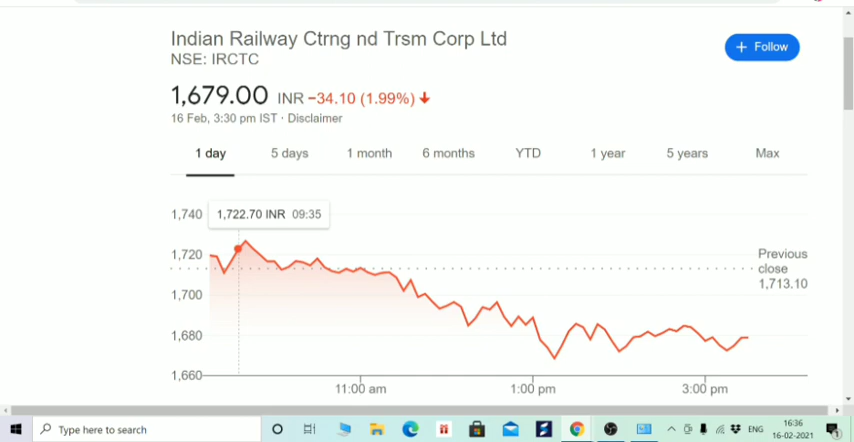 Indian Railway Ctrng nd Trsm Corp Ltd
NSE: IRCTC
+ Follow
1,679.00 INR −34.10 (1.99%)
16 Feb, 3:30 pm IST · Disclaimer
1 day 5 days 1 month 6 months YTD 1 year 5 years Max
1,740
1,722.70 INR 09:35
1,720
Previous
close
1,713.10
1,700
1,680
1,660
11:00 am 1:00 pm 3:00 pm
Type here to search
ENG
16:36
16-02-2021